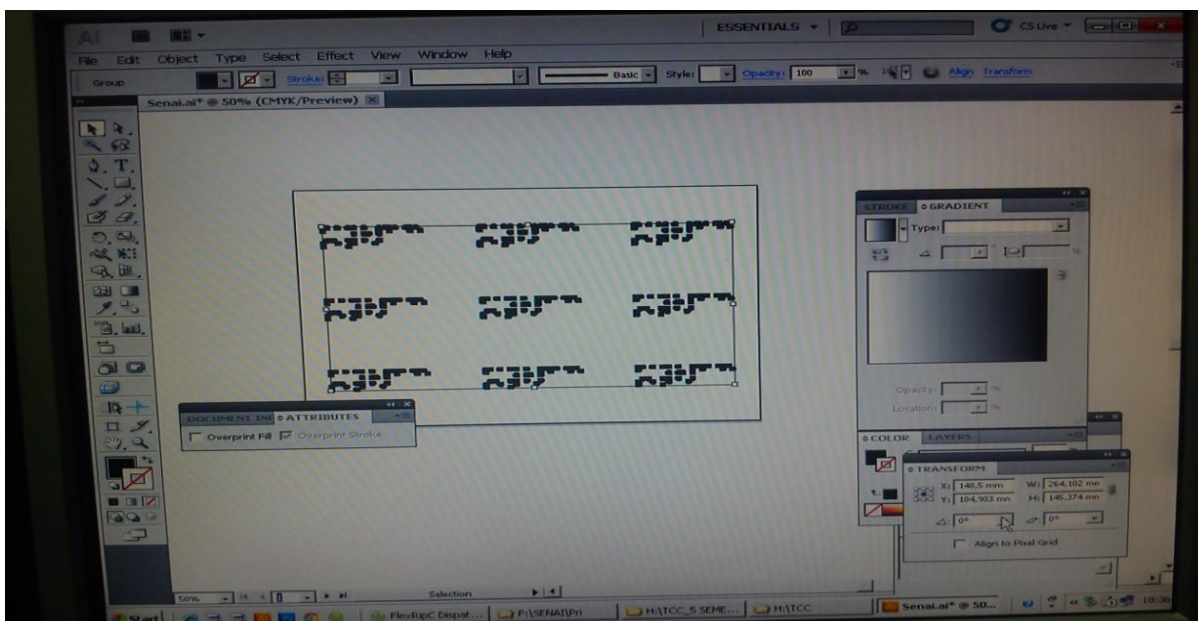 Ai ESSENTIALS CS Live
File Edit Object Type Select Effect View Window Help
Group Stroke: Basic Style: Opacity: 100 % Align Transform
Senai.ai* @ 50% (CMYK/Preview)
STROKE GRADIENT
Type:
%
Opacity: %
Location: %
DOCUMENT ATTRIBUTES
Overprint Fill Overprint Stroke
COLOR LAYERS
TRANSFORM
X: 140,5 mm W: 264,102 mm
Y: 104,903 mm H: 145,374 mm
0° 0°
Align to Pixel Grid
50% Selection
Start FlexRipC Dispat... F:\SENAI\Pri H:\TCC_5 SEME... H:\TCC Senai.ai* @ 50... 18:36